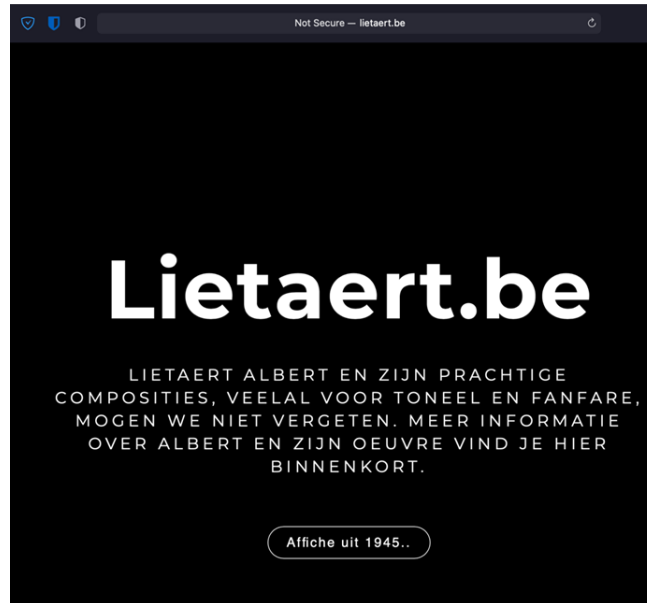 Not Secure — lietaert.be
Lietaert.be
LIETAERT ALBERT EN ZIJN PRACHTIGE
COMPOSITIES, VEELAL VOOR TONEEL EN FANFARE,
MOGEN WE NIET VERGETEN. MEER INFORMATIE
OVER ALBERT EN ZIJN OEUVRE VIND JE HIER
BINNENKORT.
Affiche uit 1945..